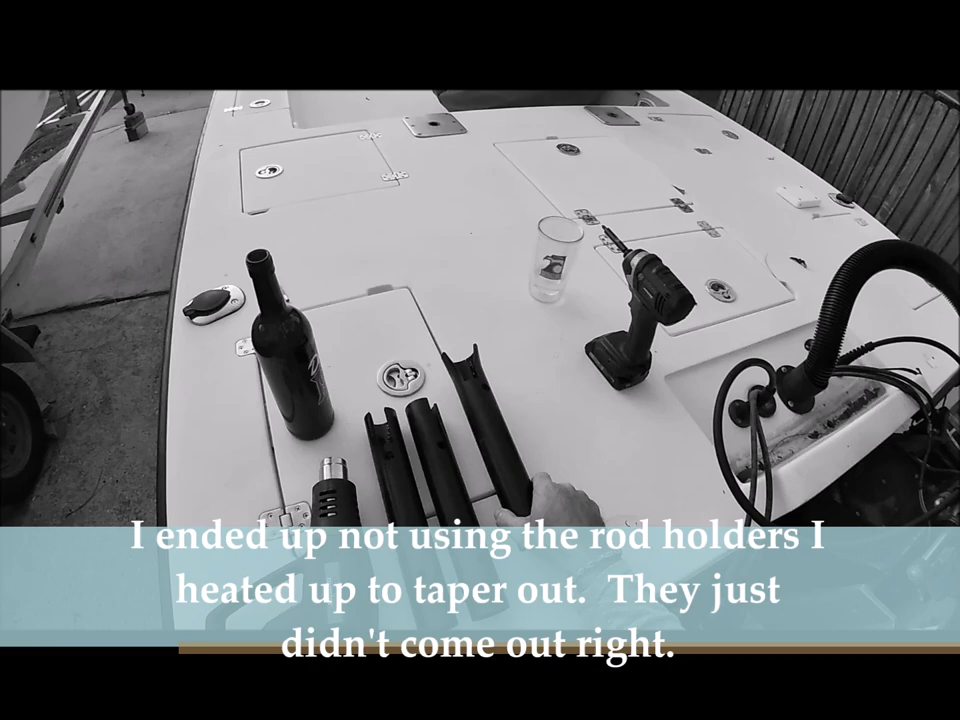 I ended up not using the rod holders I
heated up to taper out.  They just
didn't come out right.